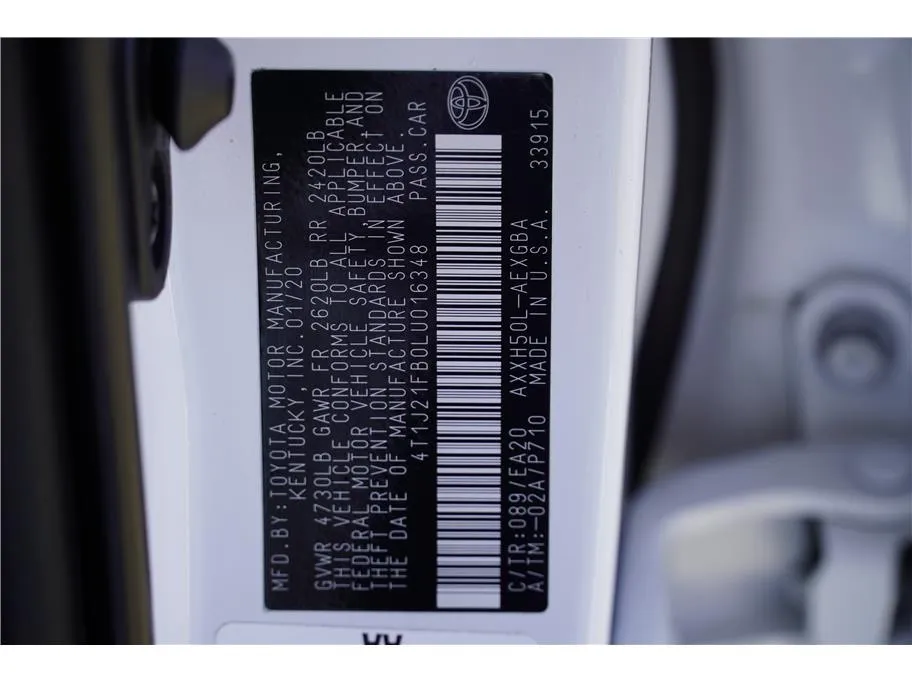 MFD.BY:TOYOTA MOTOR MANUFACTURING,
KENTUCKY, INC. 01/20
GVWR 4730LB GAWR FR 2620LB RR 2420LB
THIS VEHICLE CONFORMS TO ALL APPLICABLE
FEDERAL MOTOR VEHICLE SAFETY, BUMPER AND
THEFT PREVENTION STANDARDS IN EFFECT ON
THE DATE OF MANUFACTURE SHOWN ABOVE.
4T1J21FB0LU016348 PASS.CAR
C/TR:089/EA20 AXXH50L-AEXGBA 33915
A/TM:-02A/P710 MADE IN U.S.A.